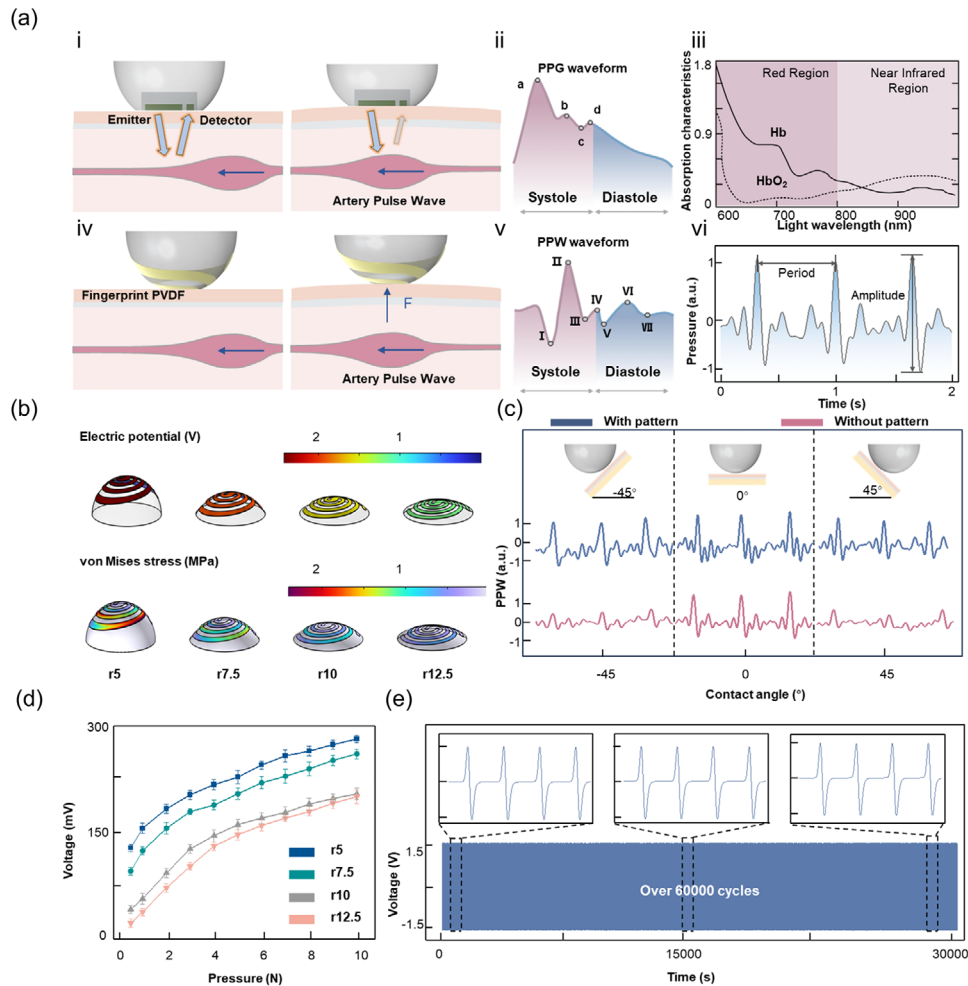 (a)
i
Emitter
Detector
Artery Pulse Wave
ii
PPG waveform
a
b
c
d
Systole
Diastole
iii
Absorption characteristics
1.8
0.9
0
Red Region
Near Infrared
Region
Hb
HbO2
600
700
800
900
Light wavelength (nm)
iv
Fingerprint PVDF
F
Artery Pulse Wave
v
PPW waveform
I
II
III
IV
V
VI
VII
Systole
Diastole
vi
Pressure (a.u.)
1
0
-1
Period
Amplitude
0
1
2
Time (s)
(b)
Electric potential (V)
2
1
von Mises stress (MPa)
2
1
r5
r7.5
r10
r12.5
(c)
With pattern
Without pattern
-45°
0°
45°
PPW (a.u.)
1
0
-1
1
0
-1
-45
0
45
Contact angle (°)
(d)
Voltage (mV)
300
150
0
r5
r7.5
r10
r12.5
0
2
4
6
8
10
Pressure (N)
(e)
Voltage (V)
1.5
-1.5
Over 60000 cycles
0
15000
30000
Time (s)